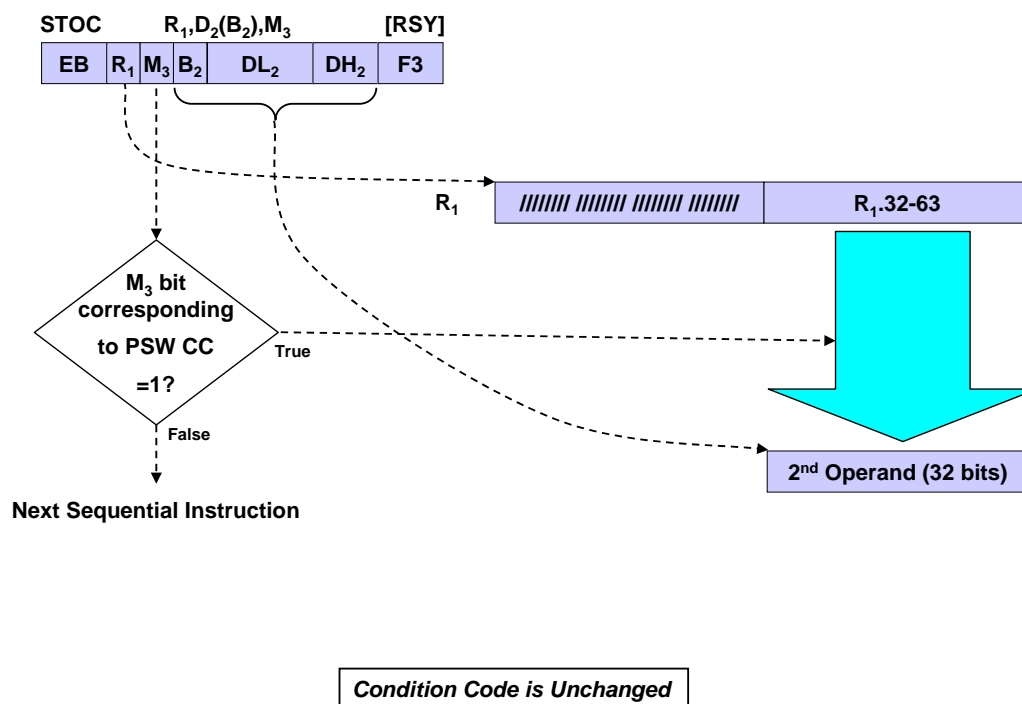 STOC R₁,D₂(B₂),M₃ [RSY]
EB R₁ M₃ B₂ DL₂ DH₂ F3
R₁ //////// //////// //////// //////// R₁.32-63
M₃ bit
corresponding
to PSW CC
=1?
True
False
2nd Operand (32 bits)
Next Sequential Instruction
Condition Code is Unchanged